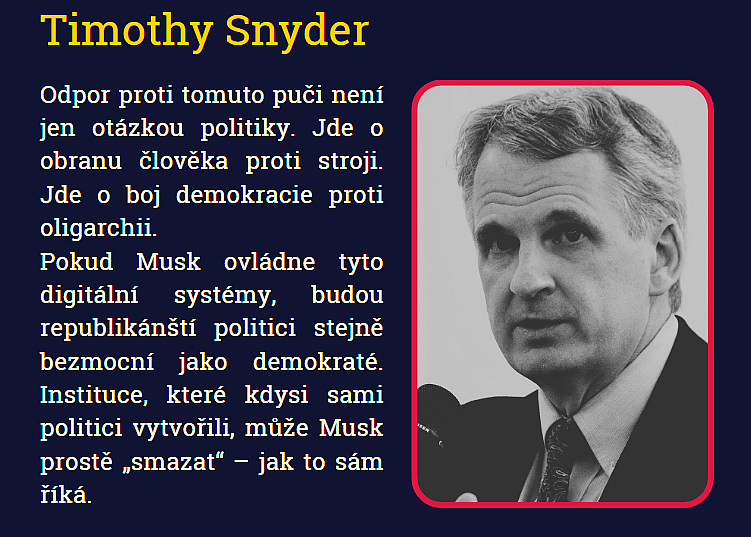 Timothy Snyder
Odpor proti tomuto puči není
jen otázkou politiky. Jde o
obranu člověka proti stroji.
Jde o boj demokracie proti
oligarchii.
Pokud Musk ovládne tyto
digitální systémy, budou
republikánští politici stejně
bezmocní jako demokraté.
Instituce, které kdysi sami
politici vytvořili, může Musk
prostě „smazat“ – jak to sám
říká.